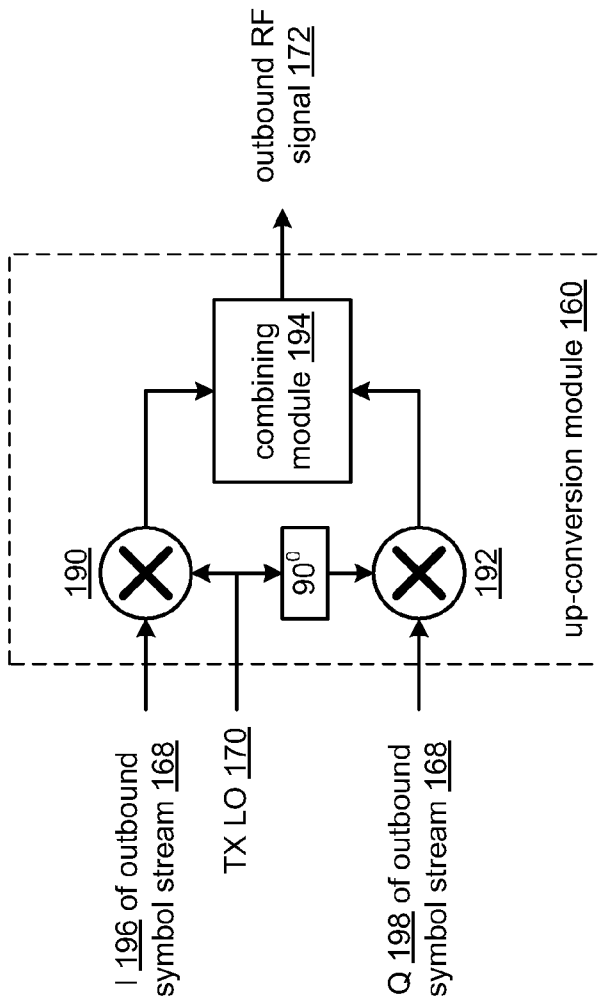 I 196 of outbound
symbol stream 168
TX LO 170
Q 198 of outbound
symbol stream 168
190
90⁰
192
combining
module 194
up-conversion module 160
outbound RF
signal 172